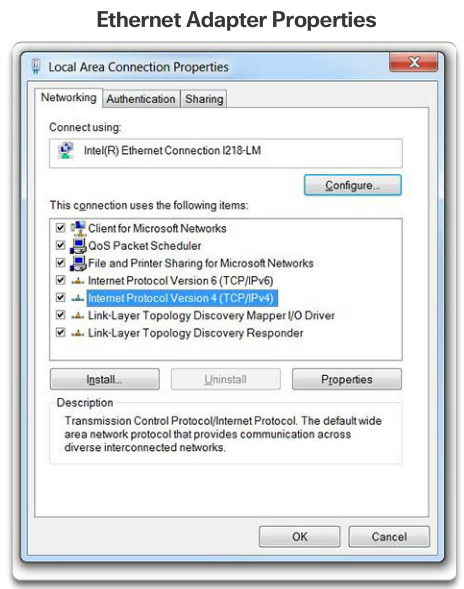 Ethernet Adapter Properties
Local Area Connection Properties
Networking Authentication Sharing
Connect using:
Intel(R) Ethernet Connection I218-LM
Configure...
This connection uses the following items:
Client for Microsoft Networks
QoS Packet Scheduler
File and Printer Sharing for Microsoft Networks
Internet Protocol Version 6 (TCP/IPv6)
Internet Protocol Version 4 (TCP/IPv4)
Link-Layer Topology Discovery Mapper I/O Driver
Link-Layer Topology Discovery Responder
Install... Uninstall Properties
Description
Transmission Control Protocol/Internet Protocol. The default wide
area network protocol that provides communication across
diverse interconnected networks.
OK Cancel